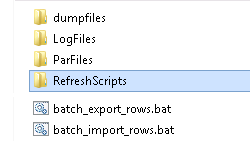 dumpfiles
LogFiles
ParFiles
RefreshScripts
batch_export_rows.bat
batch_import_rows.bat